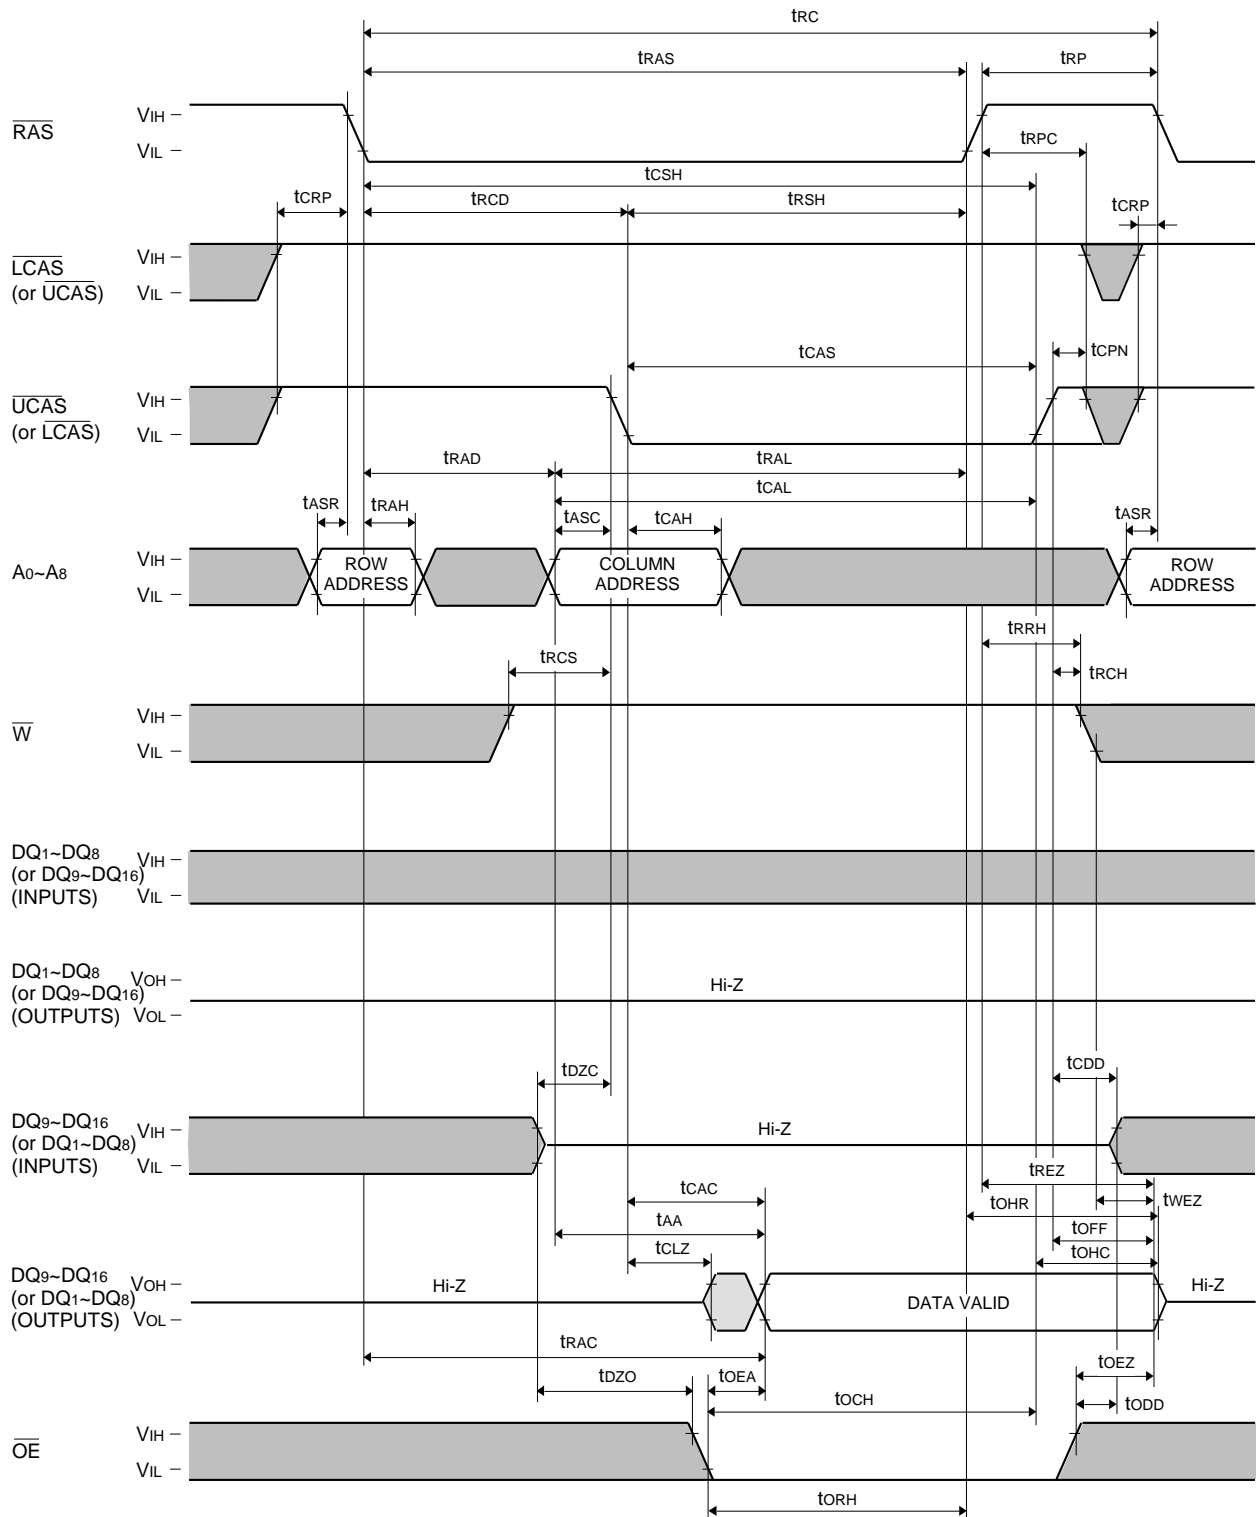 tRC
tRAS
tRP
RAS
VIH
VIL
tRPC
tCSH
tCRP
tRCD
tRSH
tCRP
LCAS
(or UCAS)
VIH
VIL
tCAS
tCPN
UCAS
(or LCAS)
VIH
VIL
tRAD
tRAL
tCAL
tASR
tRAH
tASC
tCAH
tASR
A0~A8
VIH
VIL
ROW
ADDRESS
COLUMN
ADDRESS
ROW
ADDRESS
tRRH
tRCS
tRCH
W
VIH
VIL
DQ1~DQ8
(or DQ9~DQ16)
(INPUTS)
VIH
VIL
DQ1~DQ8
(or DQ9~DQ16)
(OUTPUTS)
VOH
VOL
Hi-Z
tDZC
tCDD
DQ9~DQ16
(or DQ1~DQ8)
(INPUTS)
VIH
VIL
Hi-Z
tREZ
tCAC
tWEZ
tOHR
tAA
tOFF
tCLZ
tOHC
DQ9~DQ16
(or DQ1~DQ8)
(OUTPUTS)
VOH
VOL
Hi-Z
DATA VALID
Hi-Z
tRAC
tOEZ
tDZO
tOEA
tOCH
tODD
OE
VIH
VIL
tORH